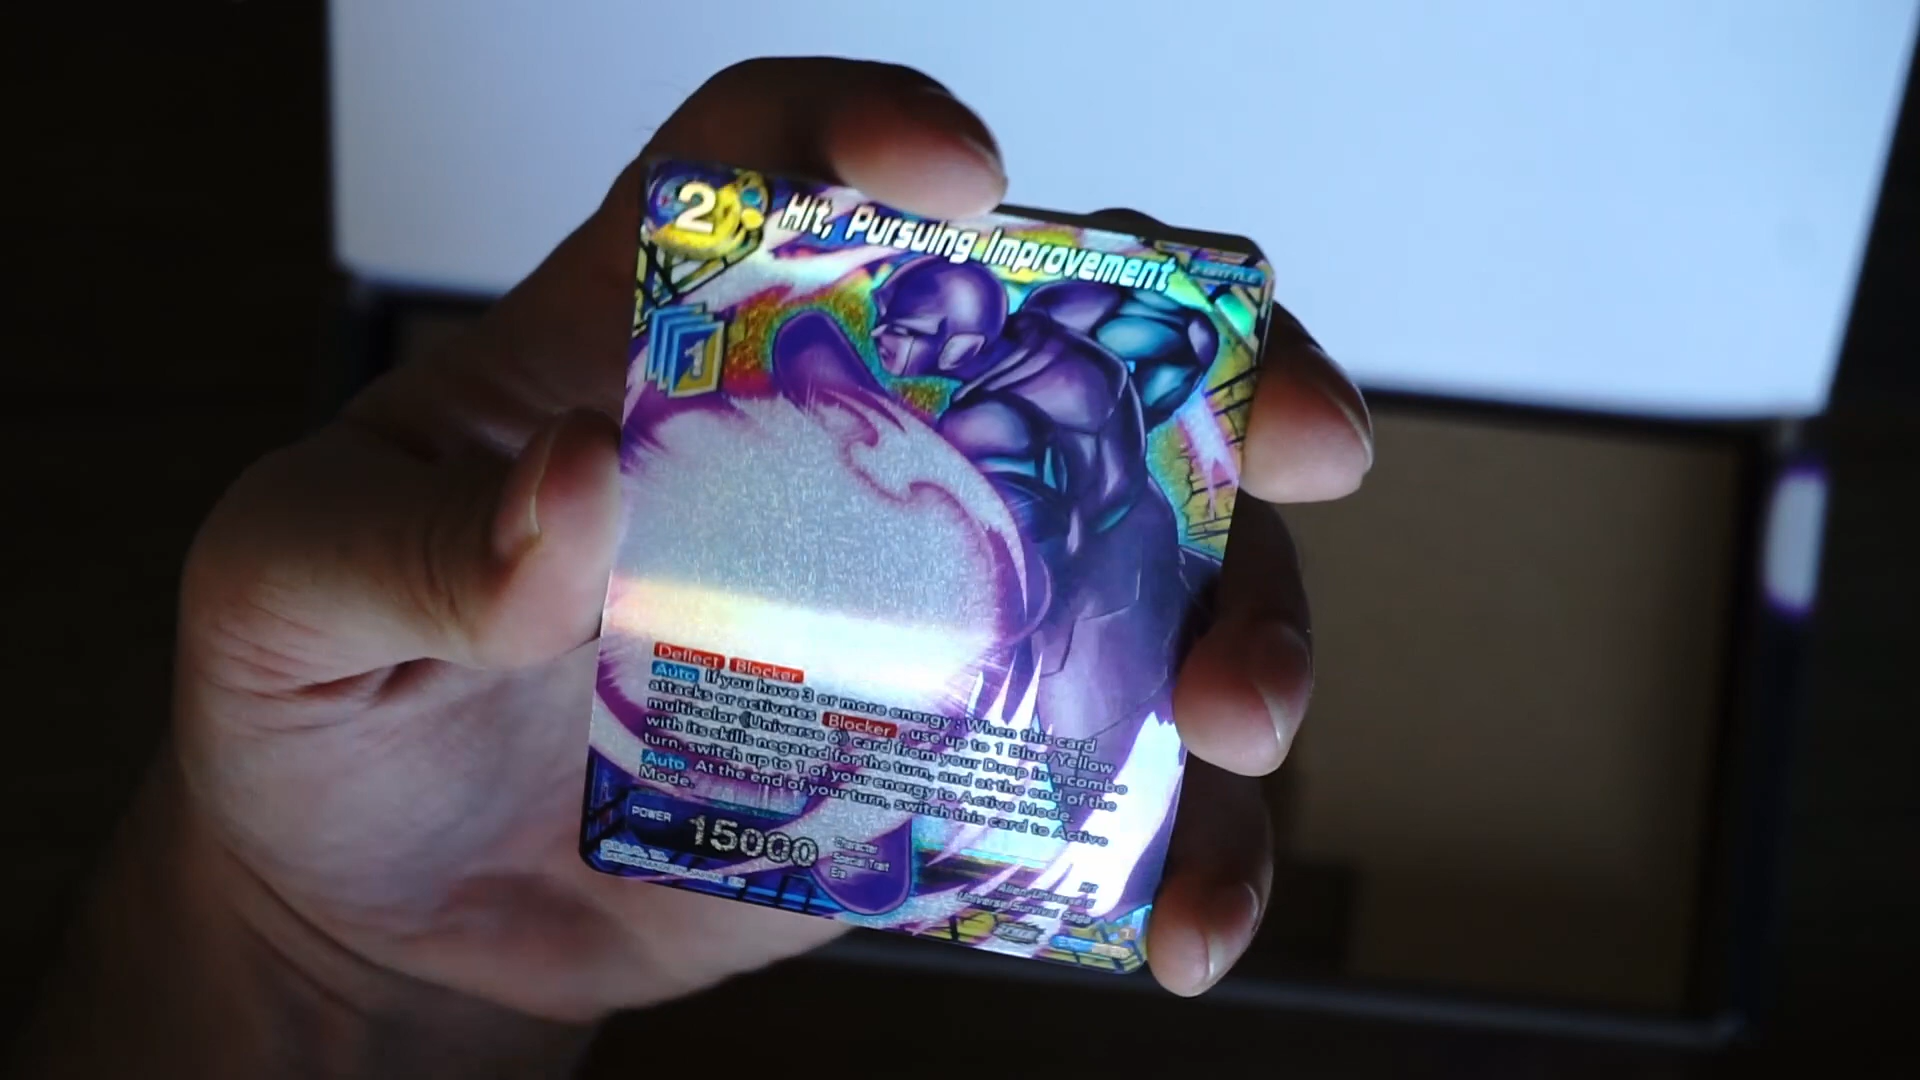 2
Hit, Pursuing Improvement
1
Deflect Blocker
Auto If you have 3 or more energy : When this card
attacks or activates Blocker, use up to 1 Blue/Yellow
multicolor 《Universe 6》 card from your Drop in a combo
with its skills negated for the turn, and at the end of the
turn, switch up to 1 of your energy to Active Mode.
Auto At the end of your turn, switch this card to Active
Mode.
POWER 15000
Character Hit
Special Trait Alien, Universe 6
Era Universe Survival Saga